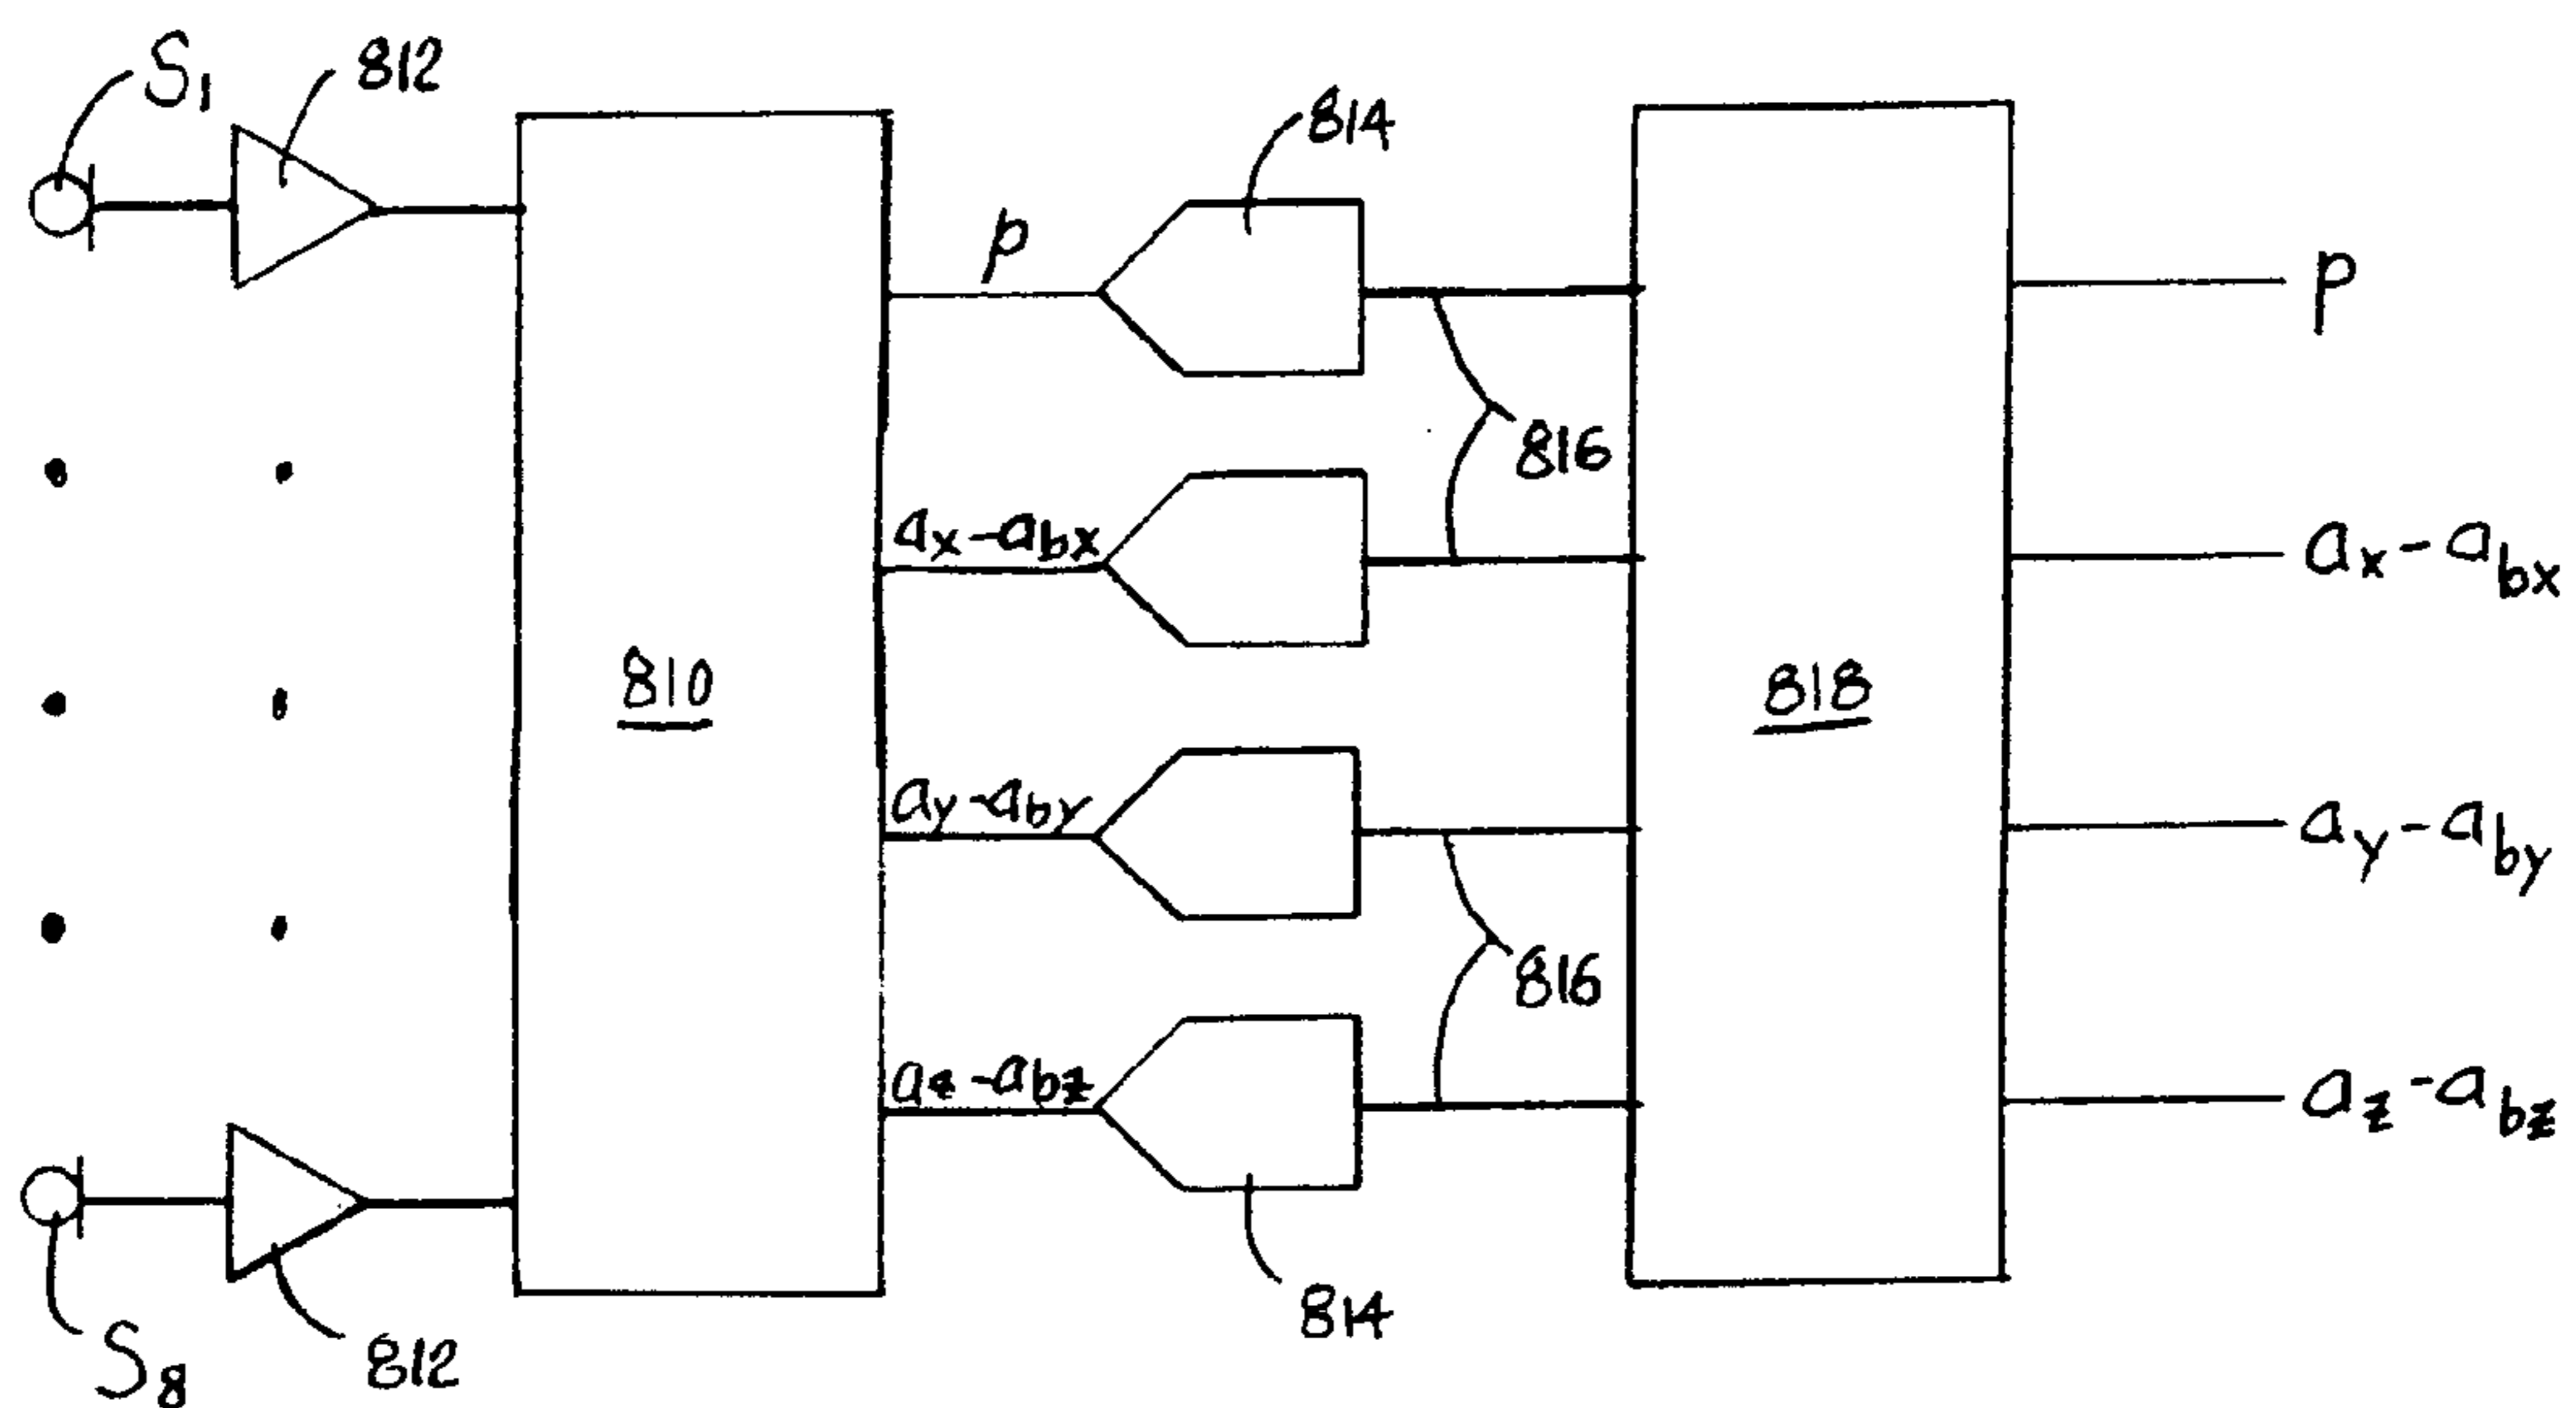 S1
812
814
p
p
816
ax - abx
ax - abx
810
818
ay - aby
ay - aby
816
az - abz
az - abz
814
S8
812